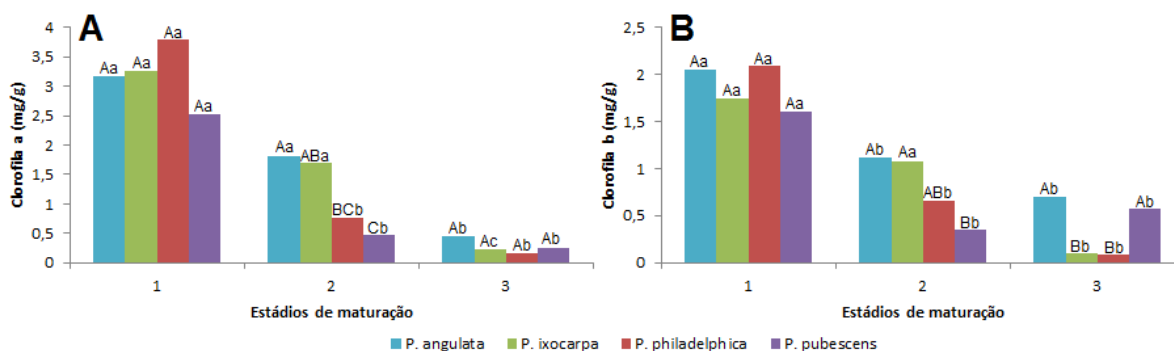 A
Clorofila a (mg/g)
4
3,5
3
2,5
2
1,5
1
0,5
0
Aa Aa Aa Aa
Aa ABa BCb Cb
Ab Ac Ab Ab
1 2 3
Estádios de maturação
B
Clorofila b (mg/g)
2,5
2
1,5
1
0,5
0
Aa Aa Aa Aa
Ab Aa ABb Bb
Ab Bb Bb Ab
1 2 3
Estádios de maturação
P. angulata P. ixocarpa P. philadelphica P. pubescens